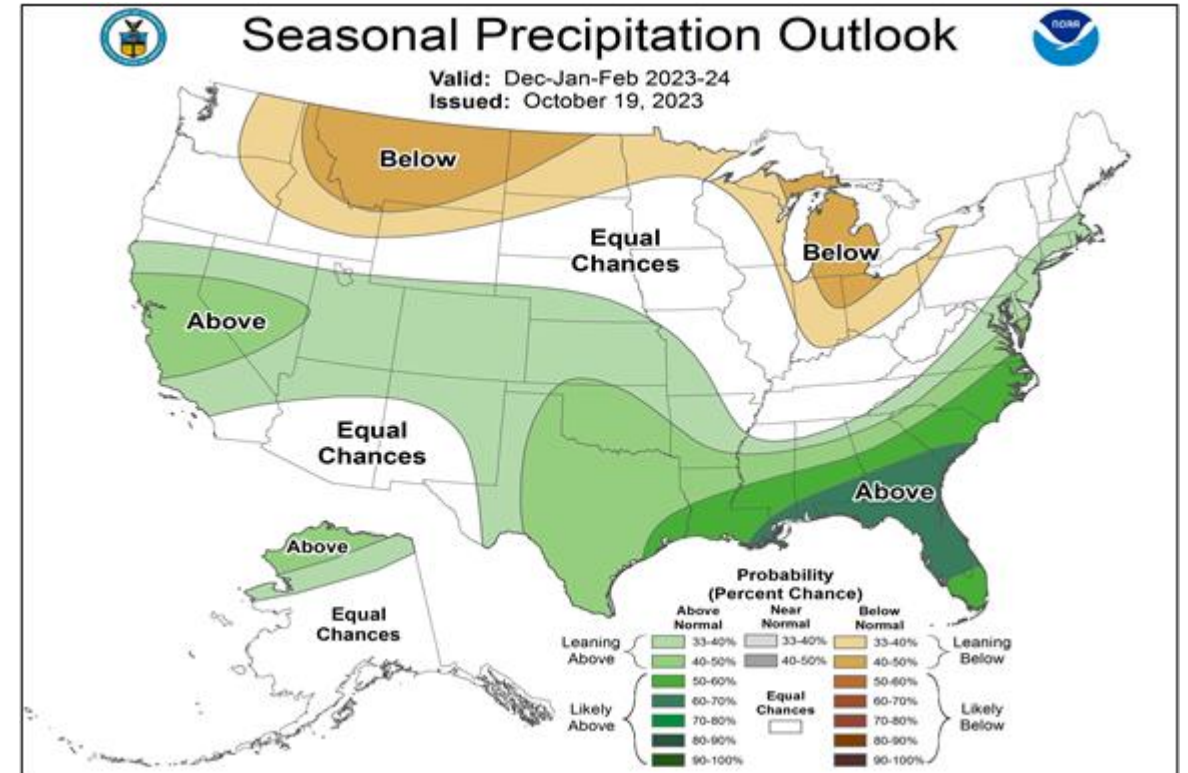 Seasonal Precipitation Outlook
NOAA
Valid: Dec-Jan-Feb 2023-24
Issued: October 19, 2023
Below
Equal
Chances
Below
Above
Equal
Chances
Above
Above
Equal
Chances
Probability
(Percent Chance)
Above
Normal
Near
Normal
Below
Normal
Leaning
Above
33-40%
33-40%
33-40%
Leaning
Below
40-50%
40-50%
40-50%
Likely
Above
50-60%
50-60%
60-70%
Equal
Chances
60-70%
Likely
Below
70-80%
70-80%
80-90%
80-90%
90-100%
90-100%